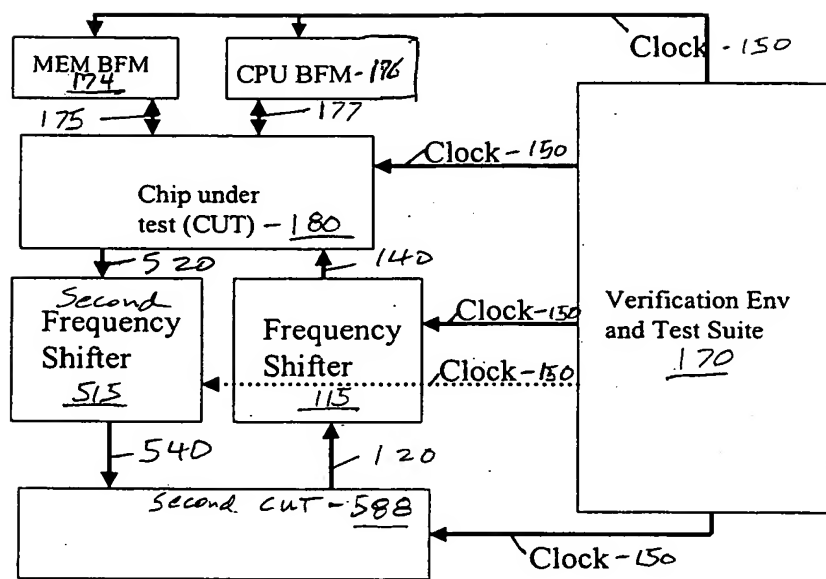 Clock - 150
MEM BFM
174
CPU BFM - 176
175
177
Clock - 150
Chip under
test (CUT) - 180
520
140
Second
Frequency
Shifter
515
Frequency
Shifter
115
Clock - 150
Clock - 150
Verification Env
and Test Suite
170
540
120
Second CUT - 588
Clock - 150